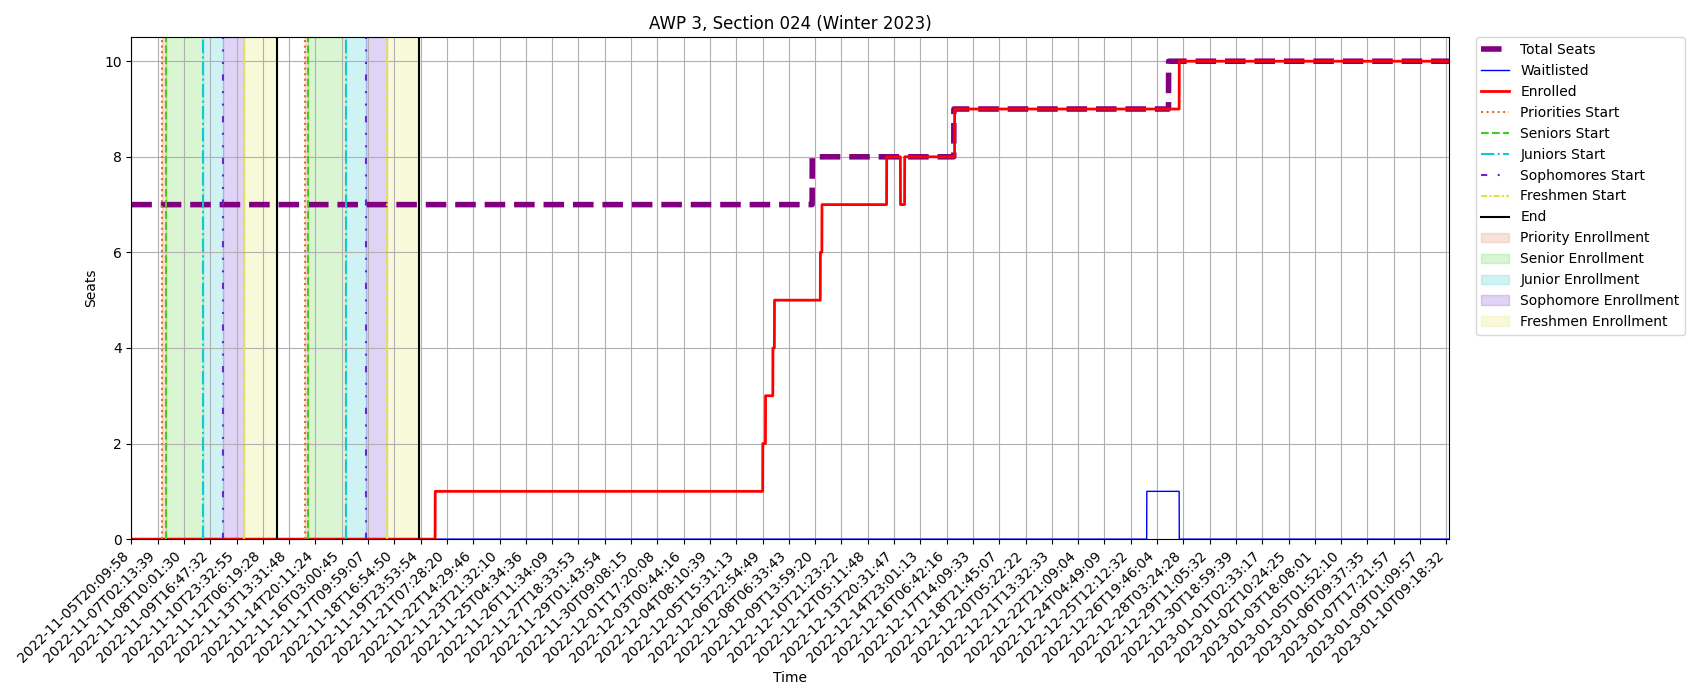 AWP 3, Section 024 (Winter 2023)
10
8
6
4
2
0
Seats
2022-11-05T20:09:58
2022-11-07T02:13:39
2022-11-08T10:01:30
2022-11-09T16:47:32
2022-11-10T23:32:55
2022-11-12T06:19:28
2022-11-13T13:31:48
2022-11-14T20:11:24
2022-11-16T03:00:45
2022-11-17T09:59:07
2022-11-18T16:54:50
2022-11-19T23:53:54
2022-11-21T07:28:20
2022-11-22T14:29:46
2022-11-23T21:32:10
2022-11-25T04:34:36
2022-11-26T11:34:09
2022-11-27T18:33:53
2022-11-29T01:43:54
2022-11-30T09:08:15
2022-12-01T17:20:08
2022-12-03T00:44:16
2022-12-04T08:10:39
2022-12-05T15:31:13
2022-12-06T22:54:49
2022-12-08T06:33:43
2022-12-09T13:59:20
2022-12-10T21:23:22
2022-12-12T05:11:48
2022-12-13T20:31:47
2022-12-14T23:01:13
2022-12-16T06:42:16
2022-12-17T14:09:33
2022-12-18T21:45:07
2022-12-20T05:22:22
2022-12-21T13:32:33
2022-12-22T21:09:04
2022-12-24T04:49:09
2022-12-25T12:12:32
2022-12-26T19:46:04
2022-12-28T03:24:28
2022-12-29T11:05:32
2022-12-30T18:59:39
2023-01-01T02:33:17
2023-01-02T10:24:25
2023-01-03T18:08:01
2023-01-05T01:52:10
2023-01-06T09:37:35
2023-01-07T17:21:57
2023-01-09T01:09:57
2023-01-10T09:18:32
Time
Total Seats
Waitlisted
Enrolled
Priorities Start
Seniors Start
Juniors Start
Sophomores Start
Freshmen Start
End
Priority Enrollment
Senior Enrollment
Junior Enrollment
Sophomore Enrollment
Freshmen Enrollment